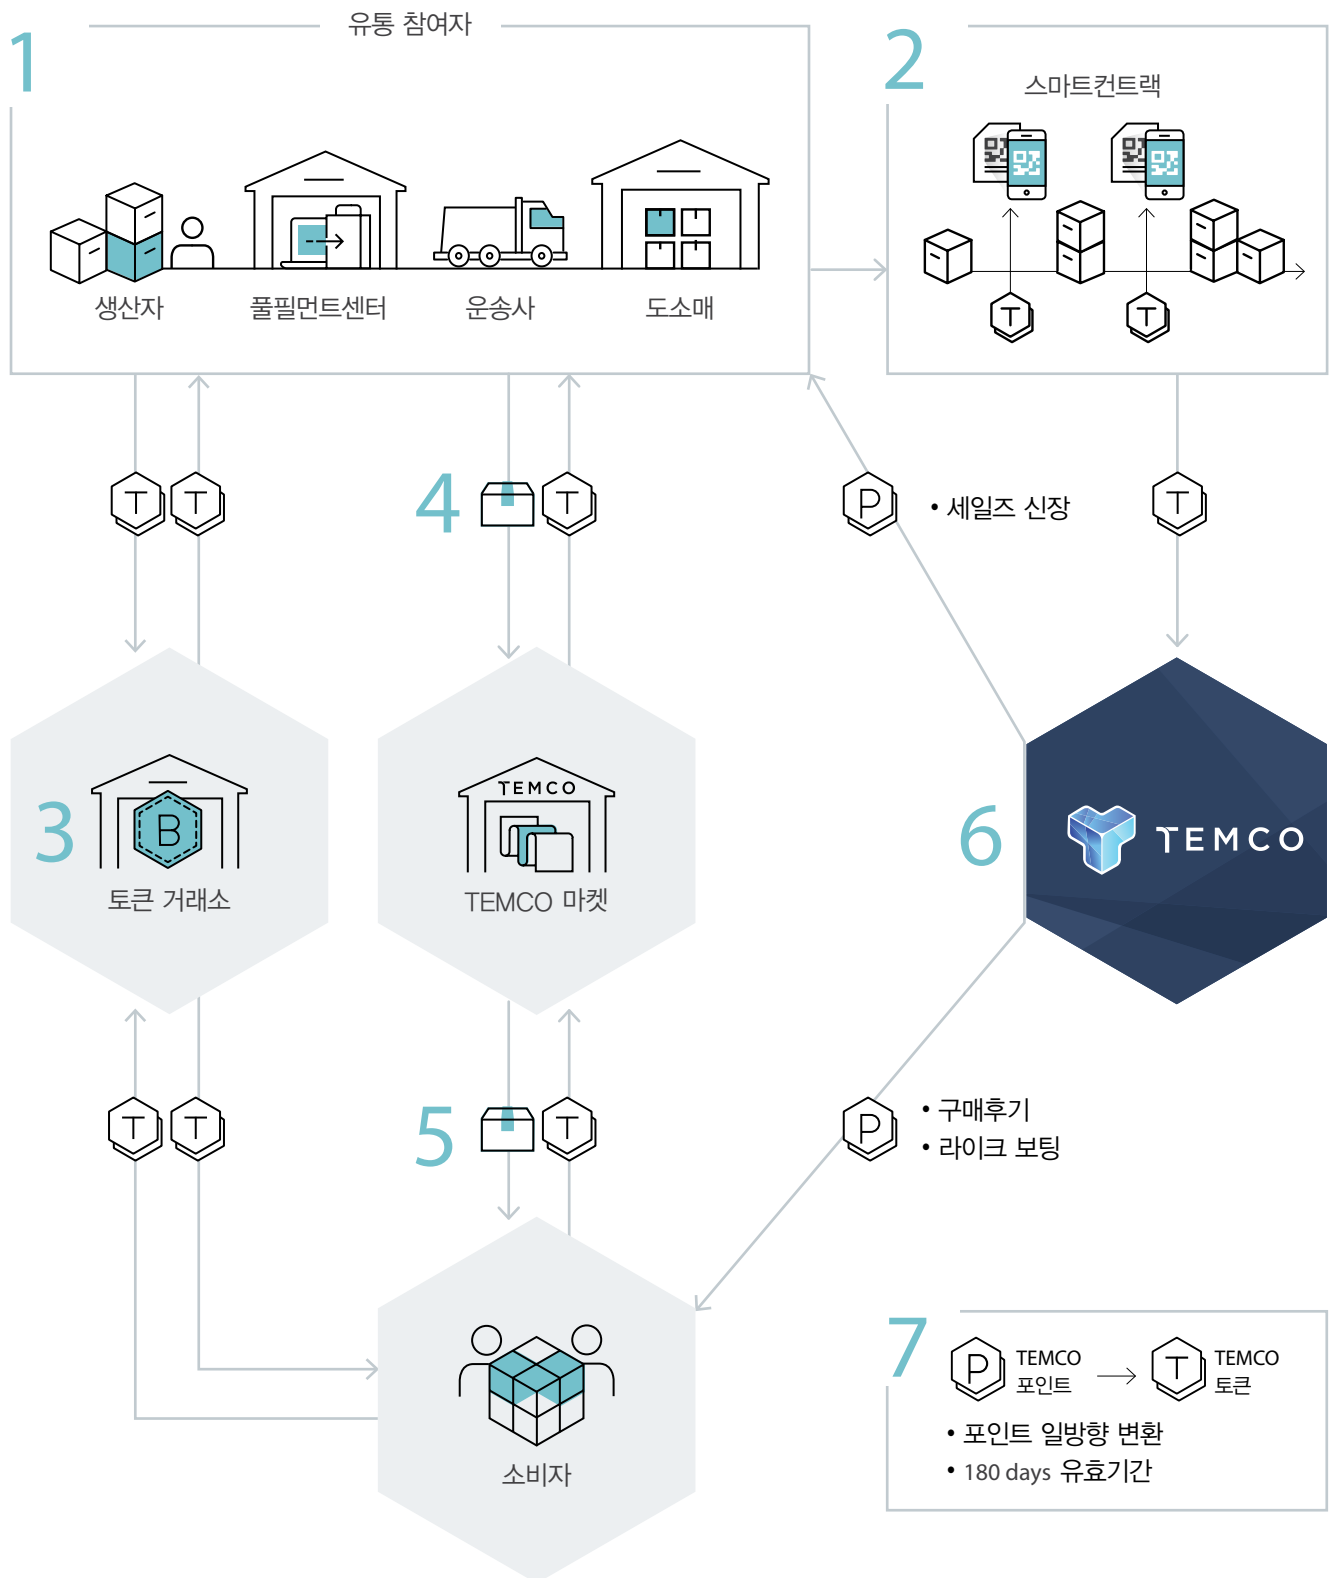 1
유통 참여자
생산자
풀필먼트센터
운송사
도소매
2
스마트컨트랙
T
T
T
T
4
T
P
• 세일즈 신장
T
3
B
토큰 거래소
TEMCO
TEMCO 마켓
6
TEMCO
T
T
5
T
P
• 구매후기
• 라이크 보팅
소비자
7
P
TEMCO
포인트
T
TEMCO
토큰
• 포인트 일방향 변환
• 180 days 유효기간